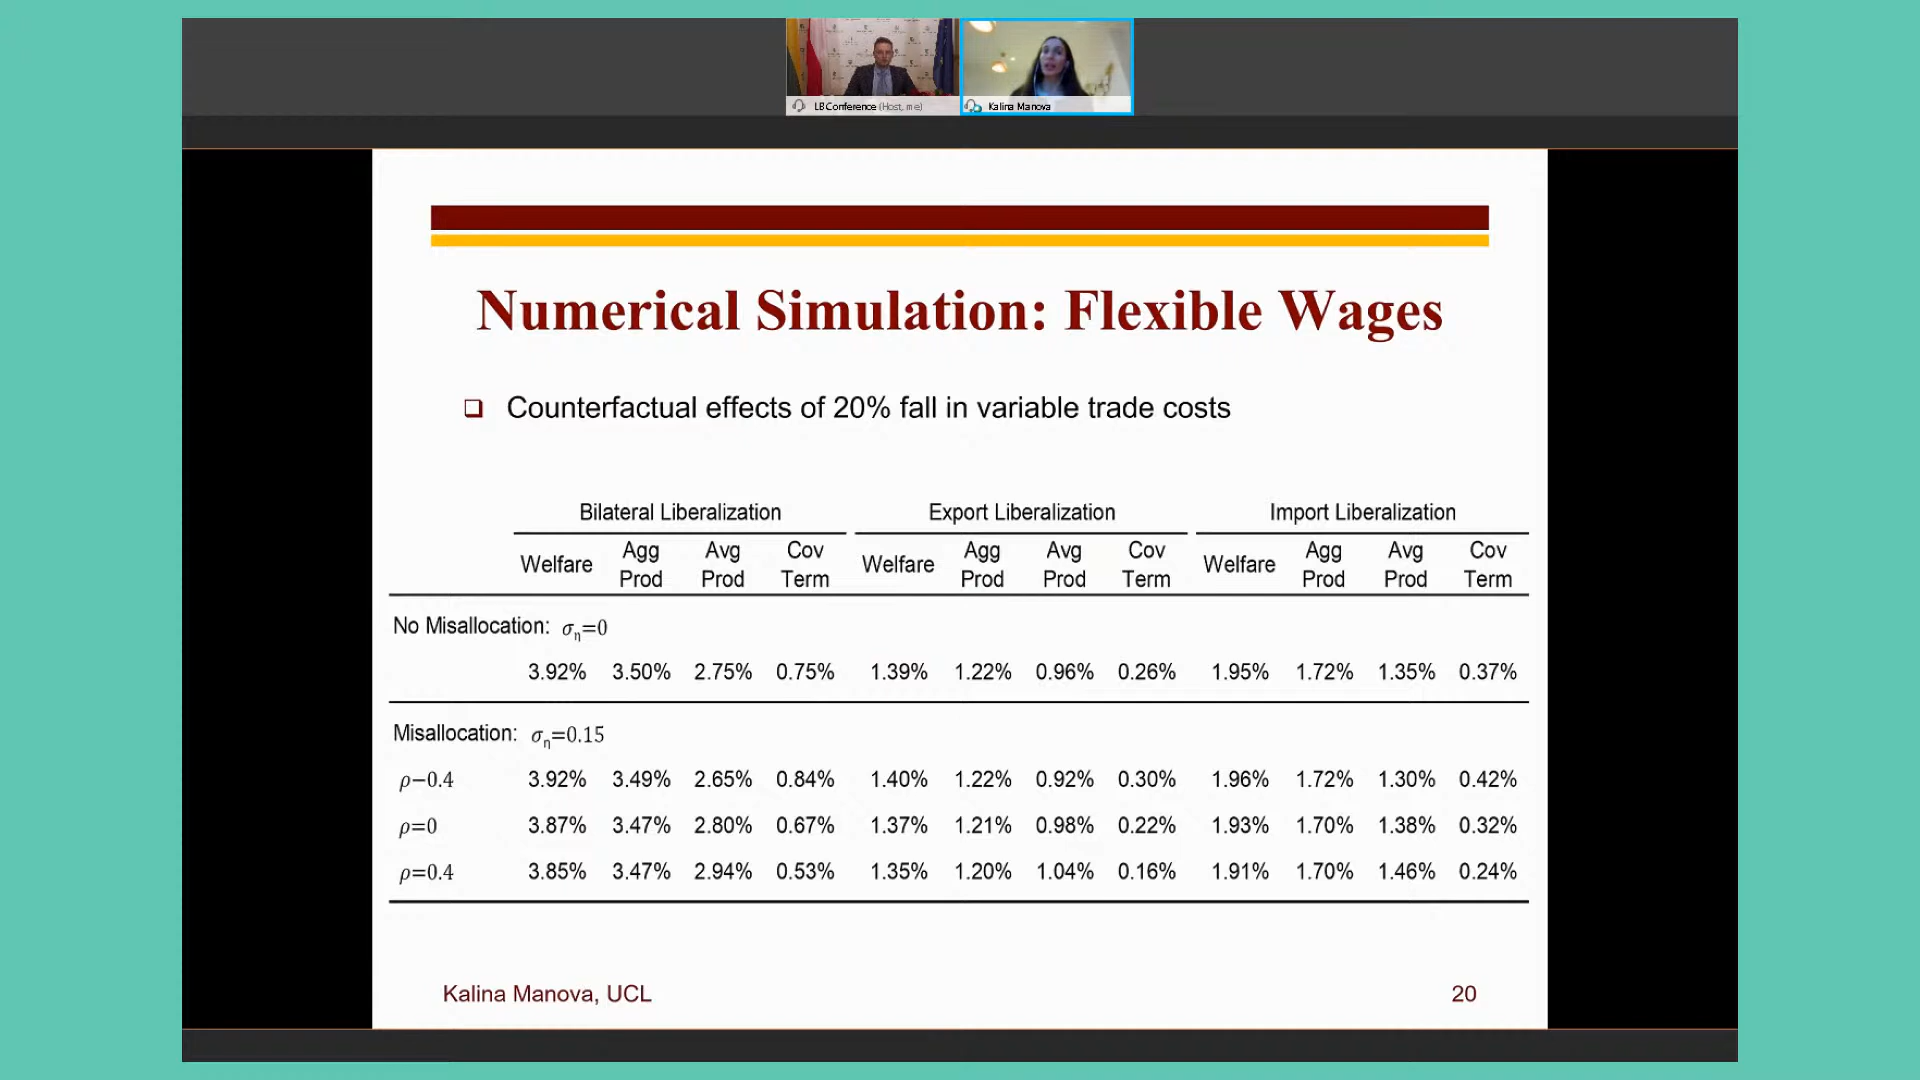 LB Conference (Host, me)
Kalina Manova
Numerical Simulation: Flexible Wages
Counterfactual effects of 20% fall in variable trade costs
Bilateral Liberalization Export Liberalization Import Liberalization
Welfare Agg Prod Avg Prod Cov Term Welfare Agg Prod Avg Prod Cov Term Welfare Agg Prod Avg Prod Cov Term
No Misallocation: ση=0
3.92% 3.50% 2.75% 0.75% 1.39% 1.22% 0.96% 0.26% 1.95% 1.72% 1.35% 0.37%
Misallocation: ση=0.15
ρ−0.4 3.92% 3.49% 2.65% 0.84% 1.40% 1.22% 0.92% 0.30% 1.96% 1.72% 1.30% 0.42%
ρ=0 3.87% 3.47% 2.80% 0.67% 1.37% 1.21% 0.98% 0.22% 1.93% 1.70% 1.38% 0.32%
ρ=0.4 3.85% 3.47% 2.94% 0.53% 1.35% 1.20% 1.04% 0.16% 1.91% 1.70% 1.46% 0.24%
Kalina Manova, UCL 20